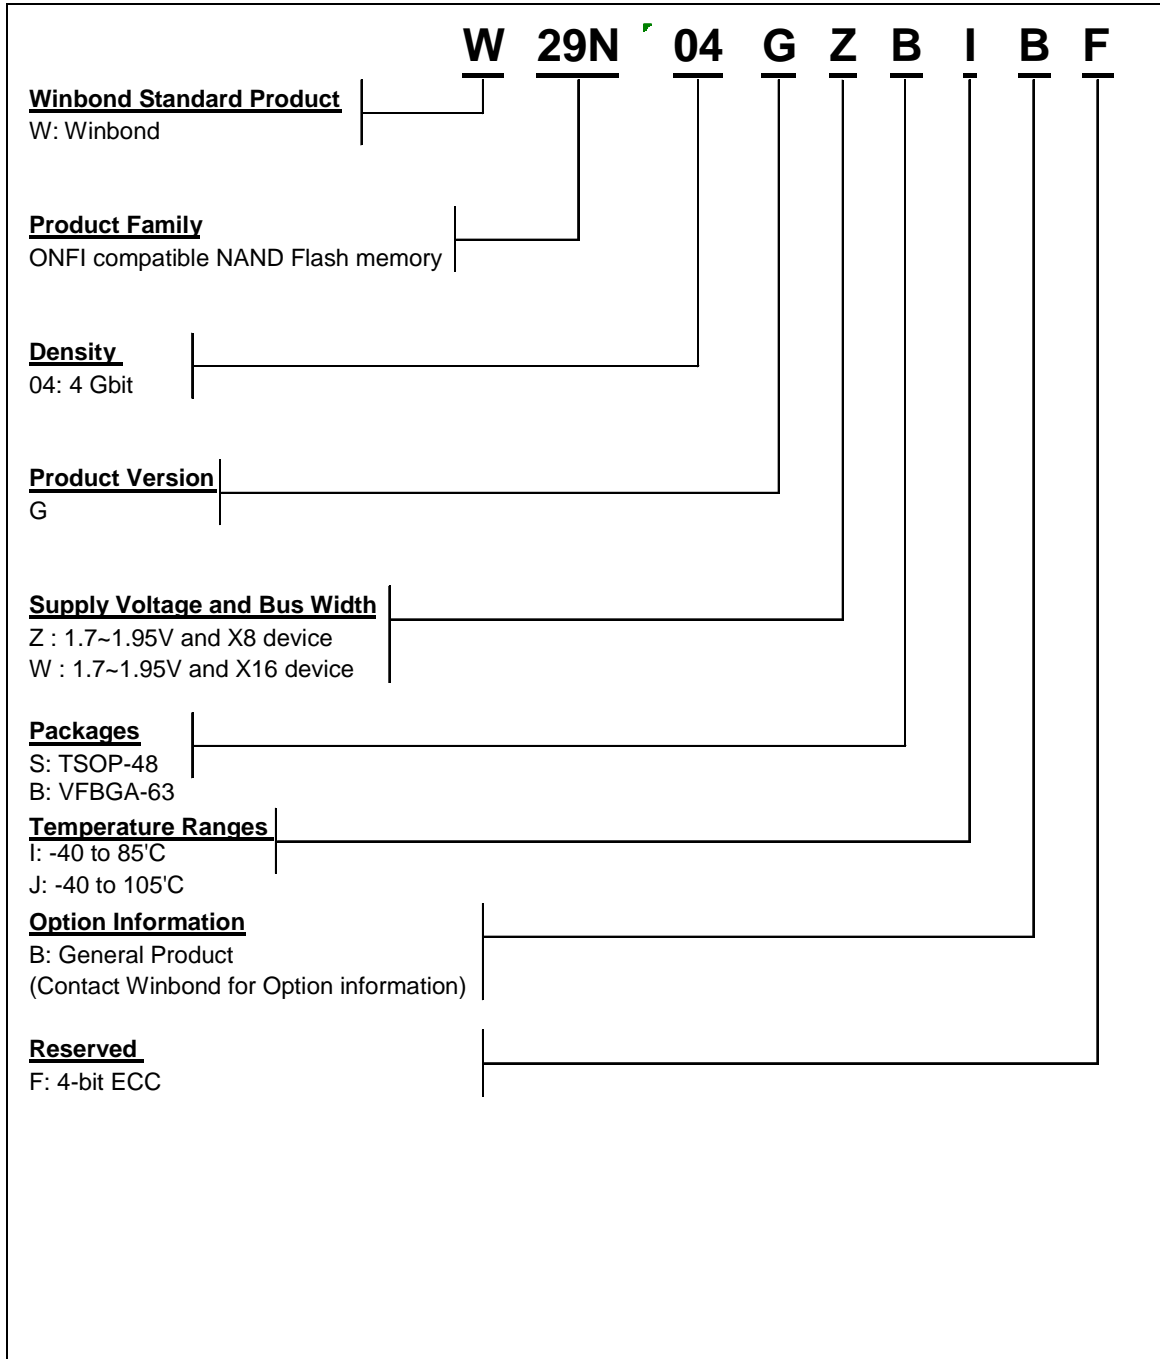 W 29N 04 G Z B I B F
Winbond Standard Product
W: Winbond
Product Family
ONFI compatible NAND Flash memory
Density
04: 4 Gbit
Product Version
G
Supply Voltage and Bus Width
Z : 1.7~1.95V and X8 device
W : 1.7~1.95V and X16 device
Packages
S: TSOP-48
B: VFBGA-63
Temperature Ranges
I: -40 to 85'C
J: -40 to 105'C
Option Information
B: General Product
(Contact Winbond for Option information)
Reserved
F: 4-bit ECC